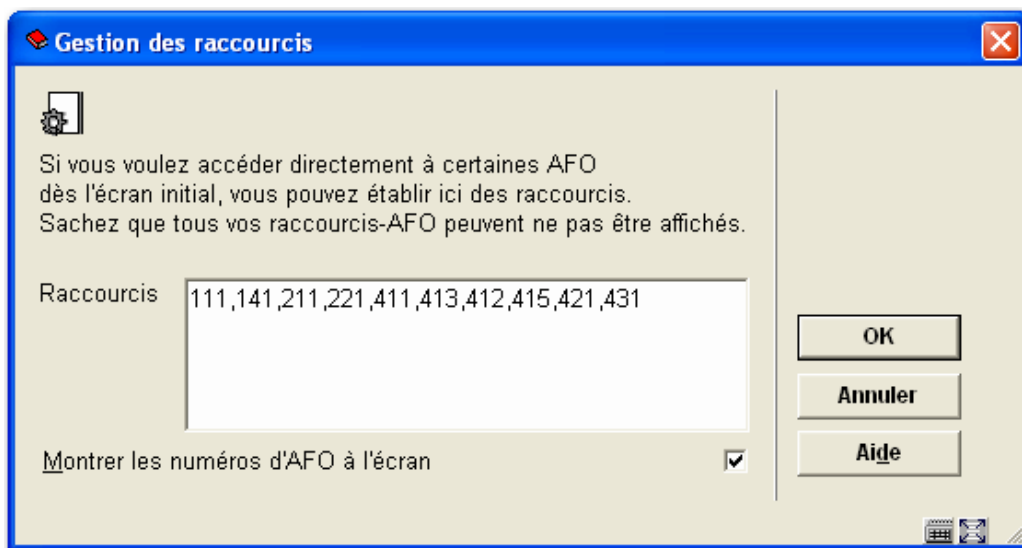 Gestion des raccourcis
Si vous voulez accéder directement à certaines AFO
dès l'écran initial, vous pouvez établir ici des raccourcis.
Sachez que tous vos raccourcis-AFO peuvent ne pas être affichés.
Raccourcis
111,141,211,221,411,413,412,415,421,431
Montrer les numéros d'AFO à l'écran
OK
Annuler
Aide